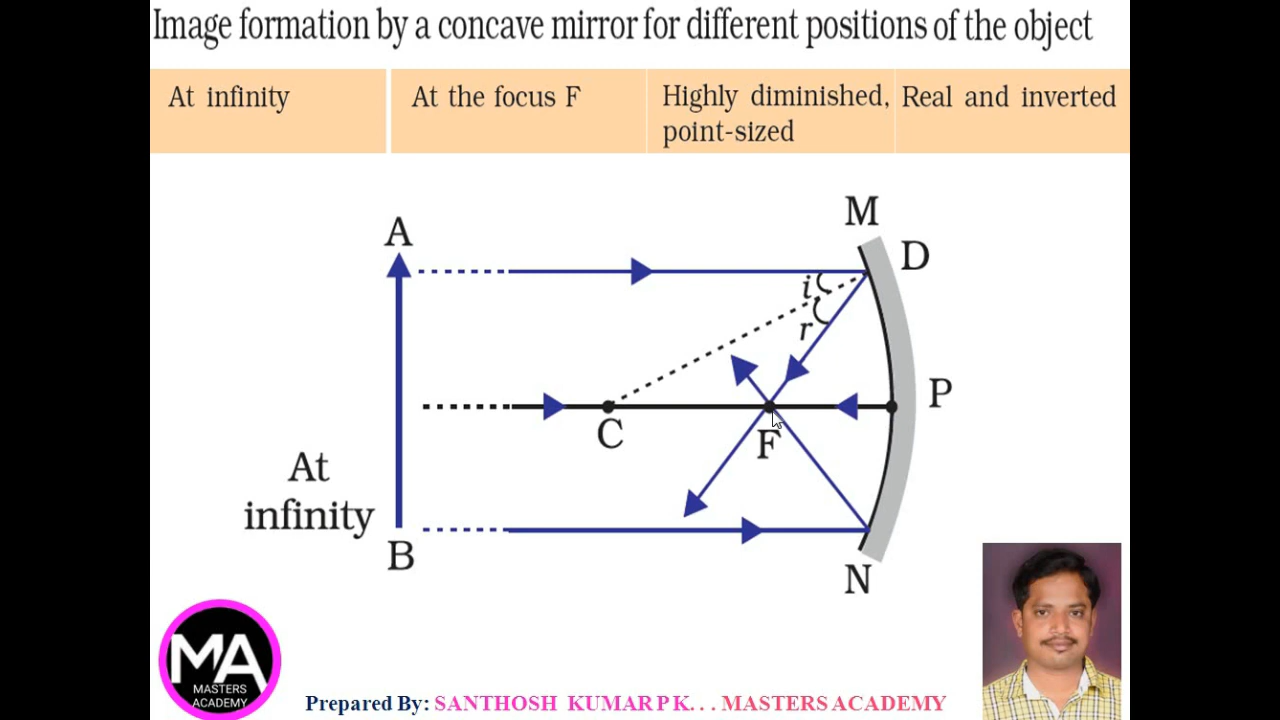 Image formation by a concave mirror for different positions of the object
At infinity At the focus F Highly diminished, Real and inverted
point-sized
M
A
D
i
r
P
C
F
At
infinity
B
N
MA
MASTERS
ACADEMY
Prepared By: SANTHOSH KUMAR P K. . . MASTERS ACADEMY